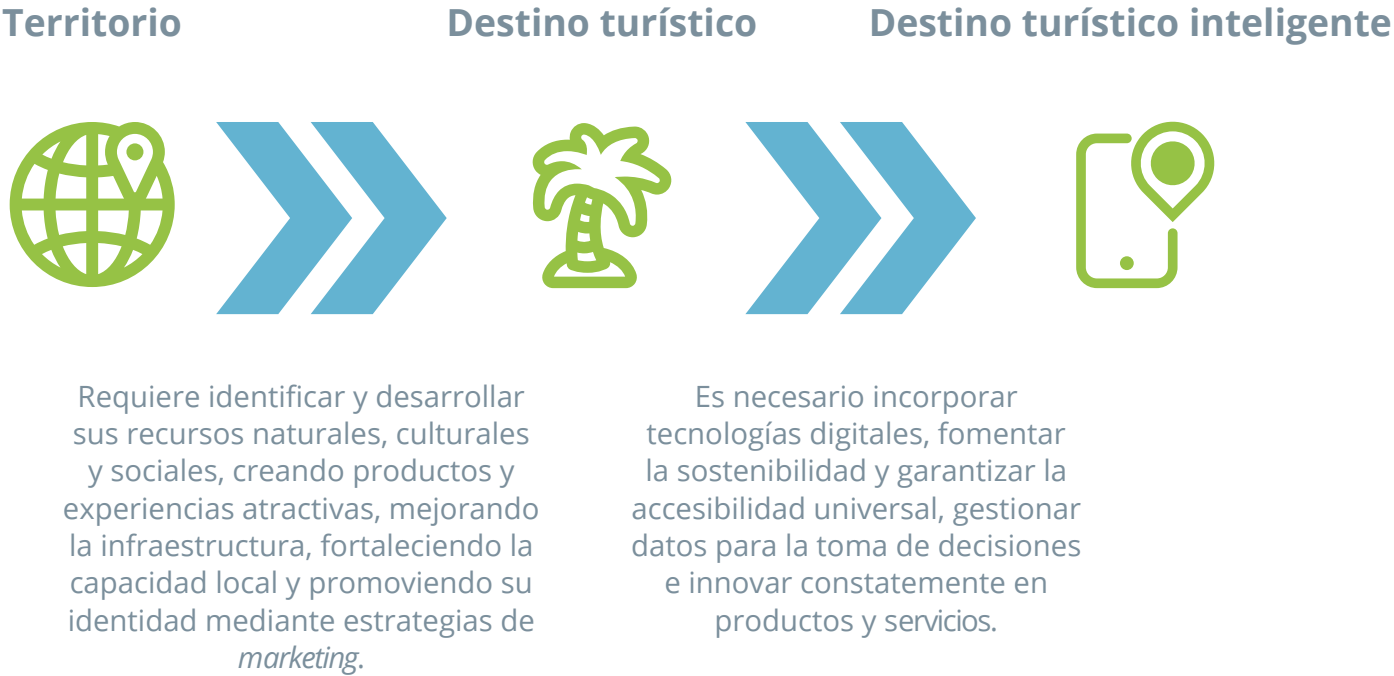 Territorio
Destino turístico
Destino turístico inteligente
Requiere identificar y desarrollar
sus recursos naturales, culturales
y sociales, creando productos y
experiencias atractivas, mejorando
la infraestructura, fortaleciendo la
capacidad local y promoviendo su
identidad mediante estrategias de
marketing.
Es necesario incorporar
tecnologías digitales, fomentar
la sostenibilidad y garantizar la
accesibilidad universal, gestionar
datos para la toma de decisiones
e innovar constatemente en
productos y servicios.